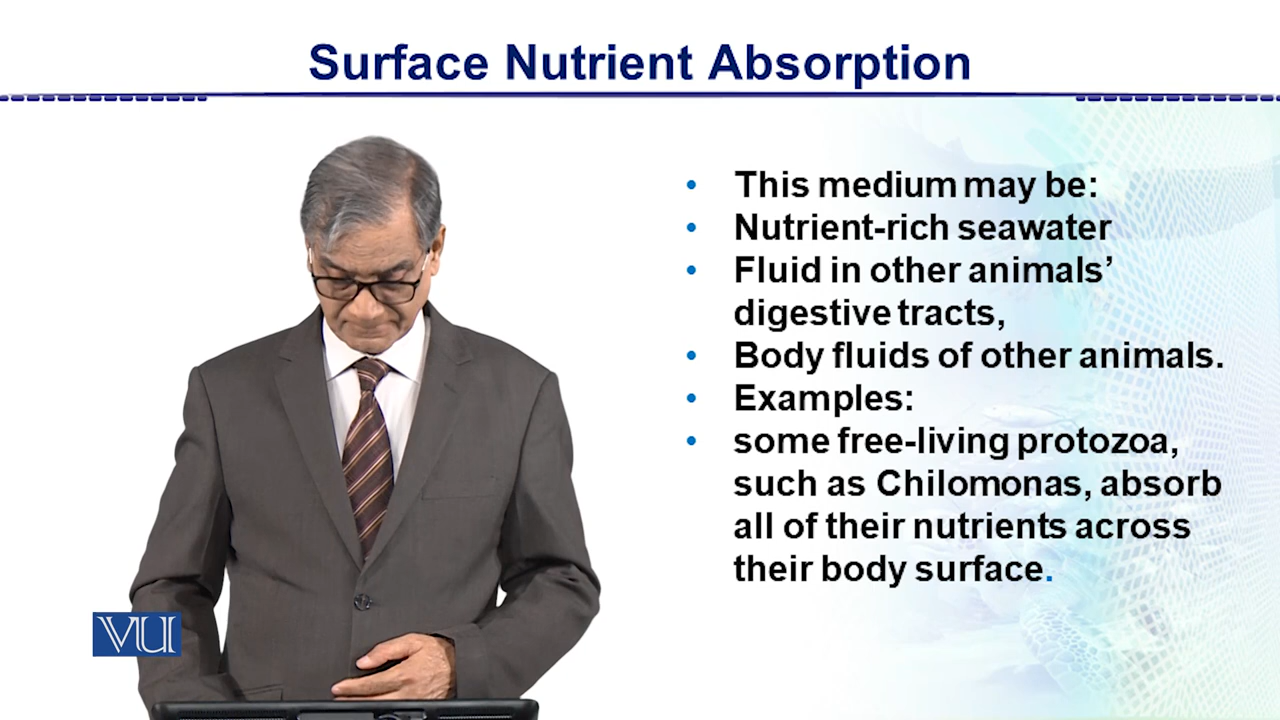 Surface Nutrient Absorption
• This medium may be:
• Nutrient-rich seawater
• Fluid in other animals’
digestive tracts,
• Body fluids of other animals.
• Examples:
• some free-living protozoa,
such as Chilomonas, absorb
all of their nutrients across
their body surface.
VU